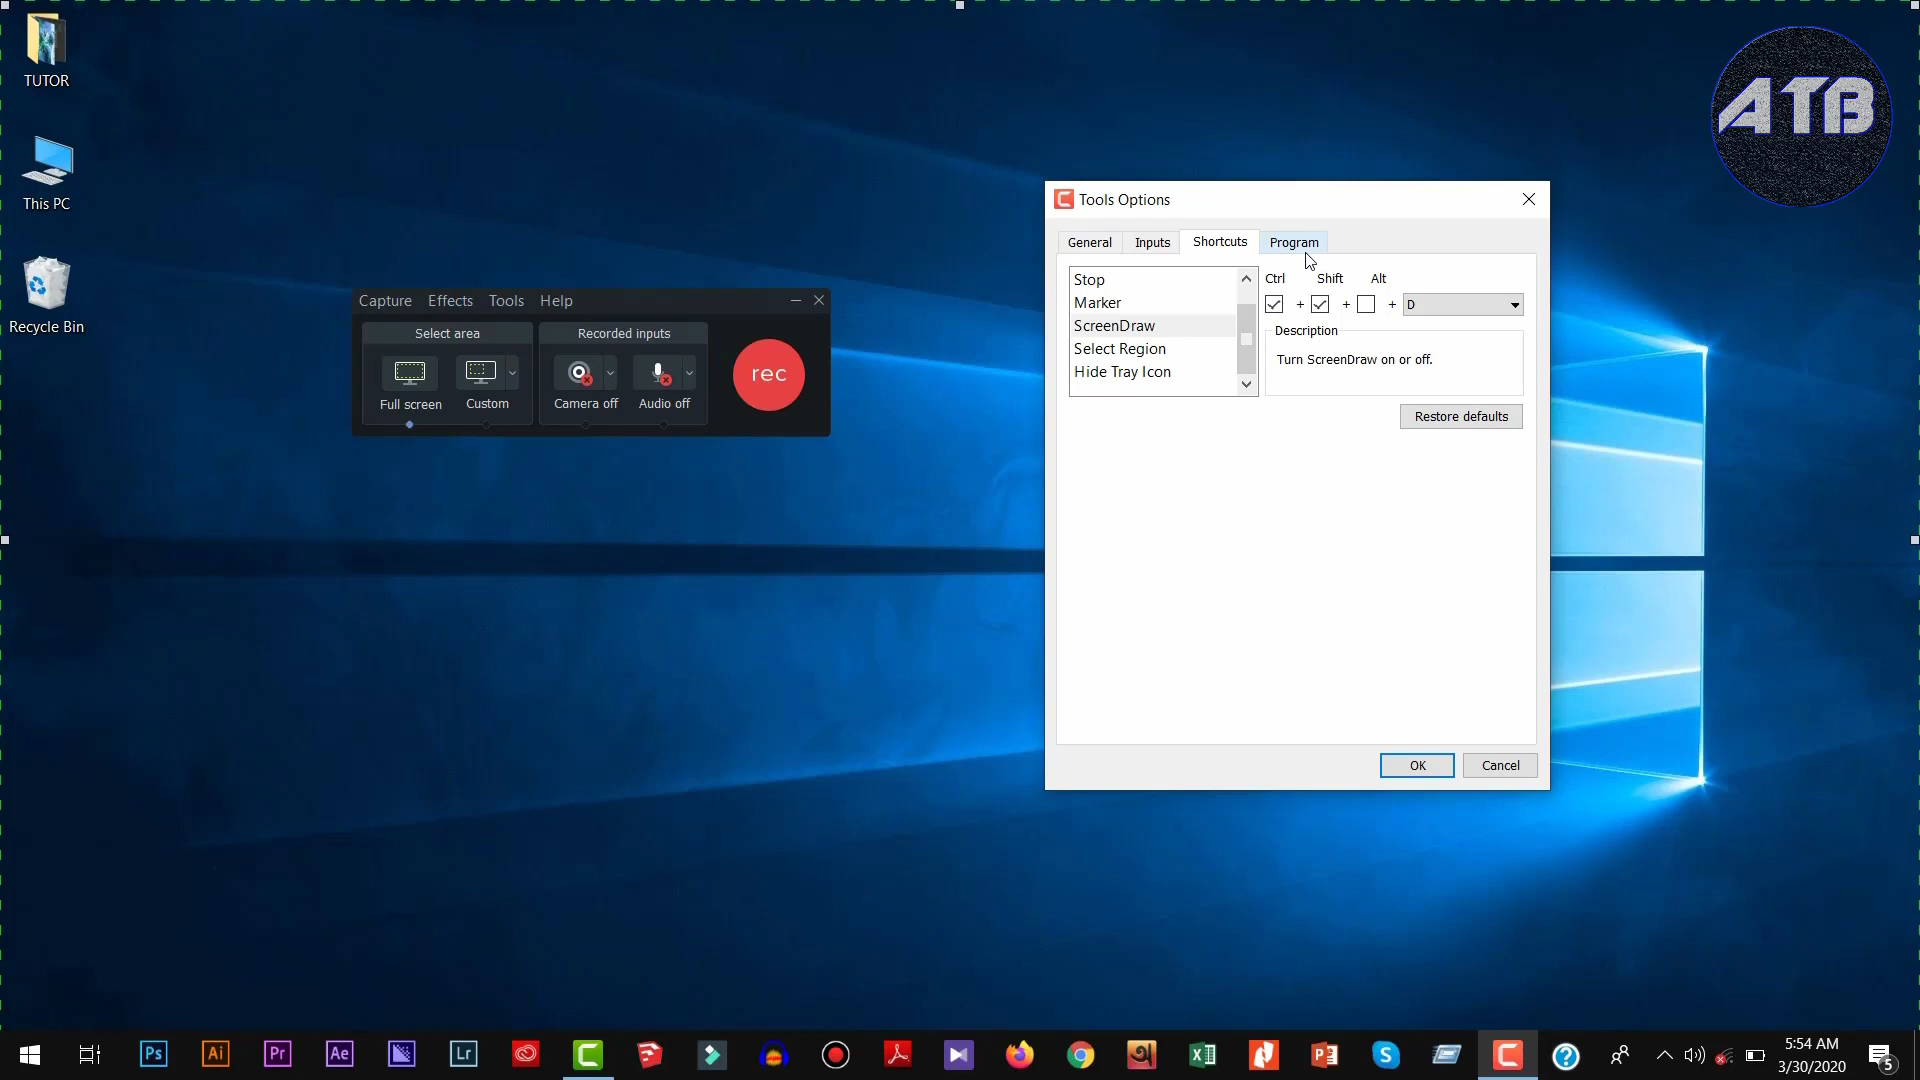 TUTOR
This PC
Recycle Bin
ATB
Capture Effects Tools Help
Select area
Recorded inputs
Full screen
Custom
Camera off
Audio off
rec
Tools Options
General
Inputs
Shortcuts
Program
Stop
Marker
ScreenDraw
Select Region
Hide Tray Icon
Ctrl Shift Alt
+ + + D
Description
Turn ScreenDraw on or off.
Restore defaults
OK
Cancel
Ps
Ai
Pr
Ae
Lr
5:54 AM
3/30/2020
5